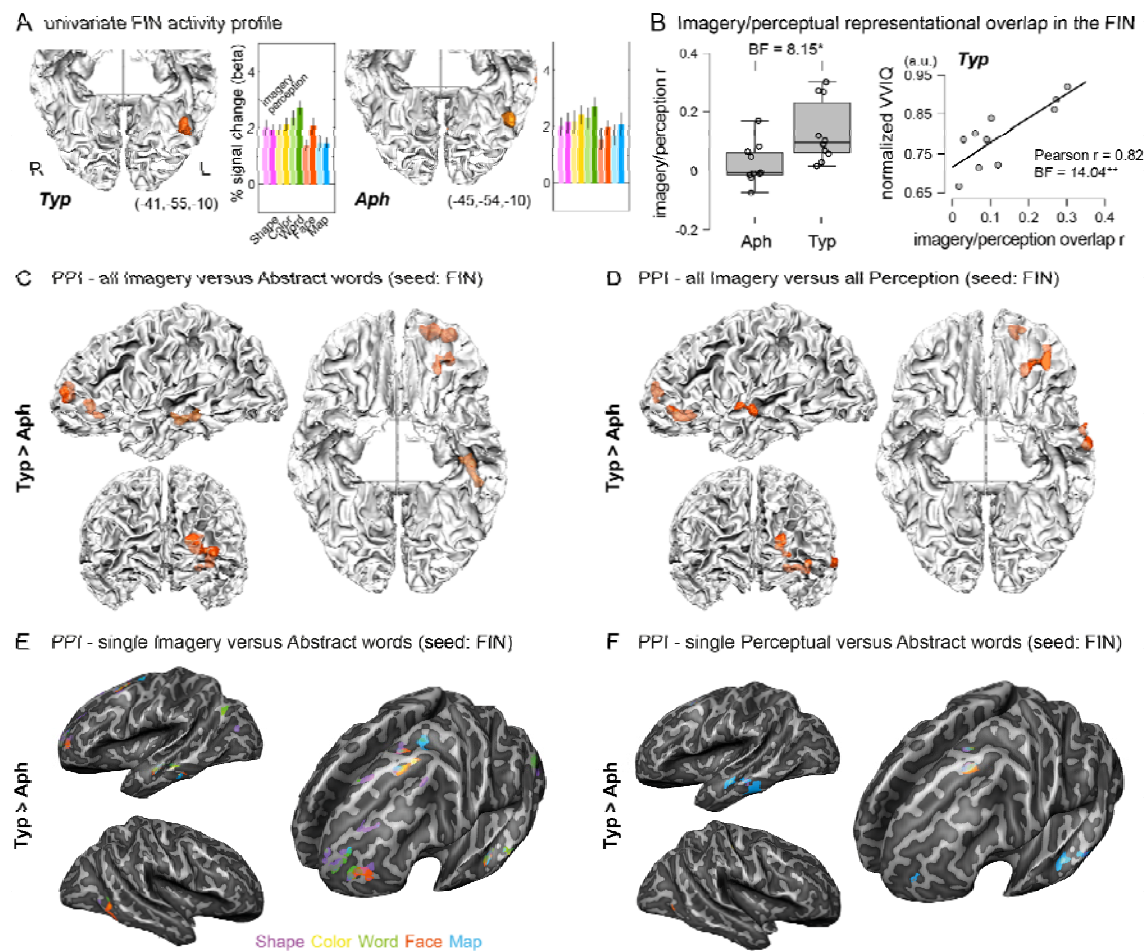 A univariate FIN activity profile
% signal change (beta)
4
2
0
imagery
perception
Shape
Color
Word
Face
Map
R
L
Typ
(-41,-55,-10)
Aph
(-45,-54,-10)
4
2
0
B Imagery/perceptual representational overlap in the FIN
imagery/perception r
0.4
0.2
0
-0.2
BF = 8.15*
Aph
Typ
(a.u.)
Typ
normalized VVIQ
0.95
0.85
0.75
0.65
Pearson r = 0.82
BF = 14.04**
0
0.1
0.2
0.3
0.4
imagery/perception overlap r
C PPI - all Imagery versus Abstract words (seed: FIN)
Typ > Aph
D PPI - all Imagery versus all Perception (seed: FIN)
Typ > Aph
E PPI - single Imagery versus Abstract words (seed: FIN)
Typ > Aph
F PPI - single Perceptual versus Abstract words (seed: FIN)
Typ > Aph
Shape Color Word Face Map